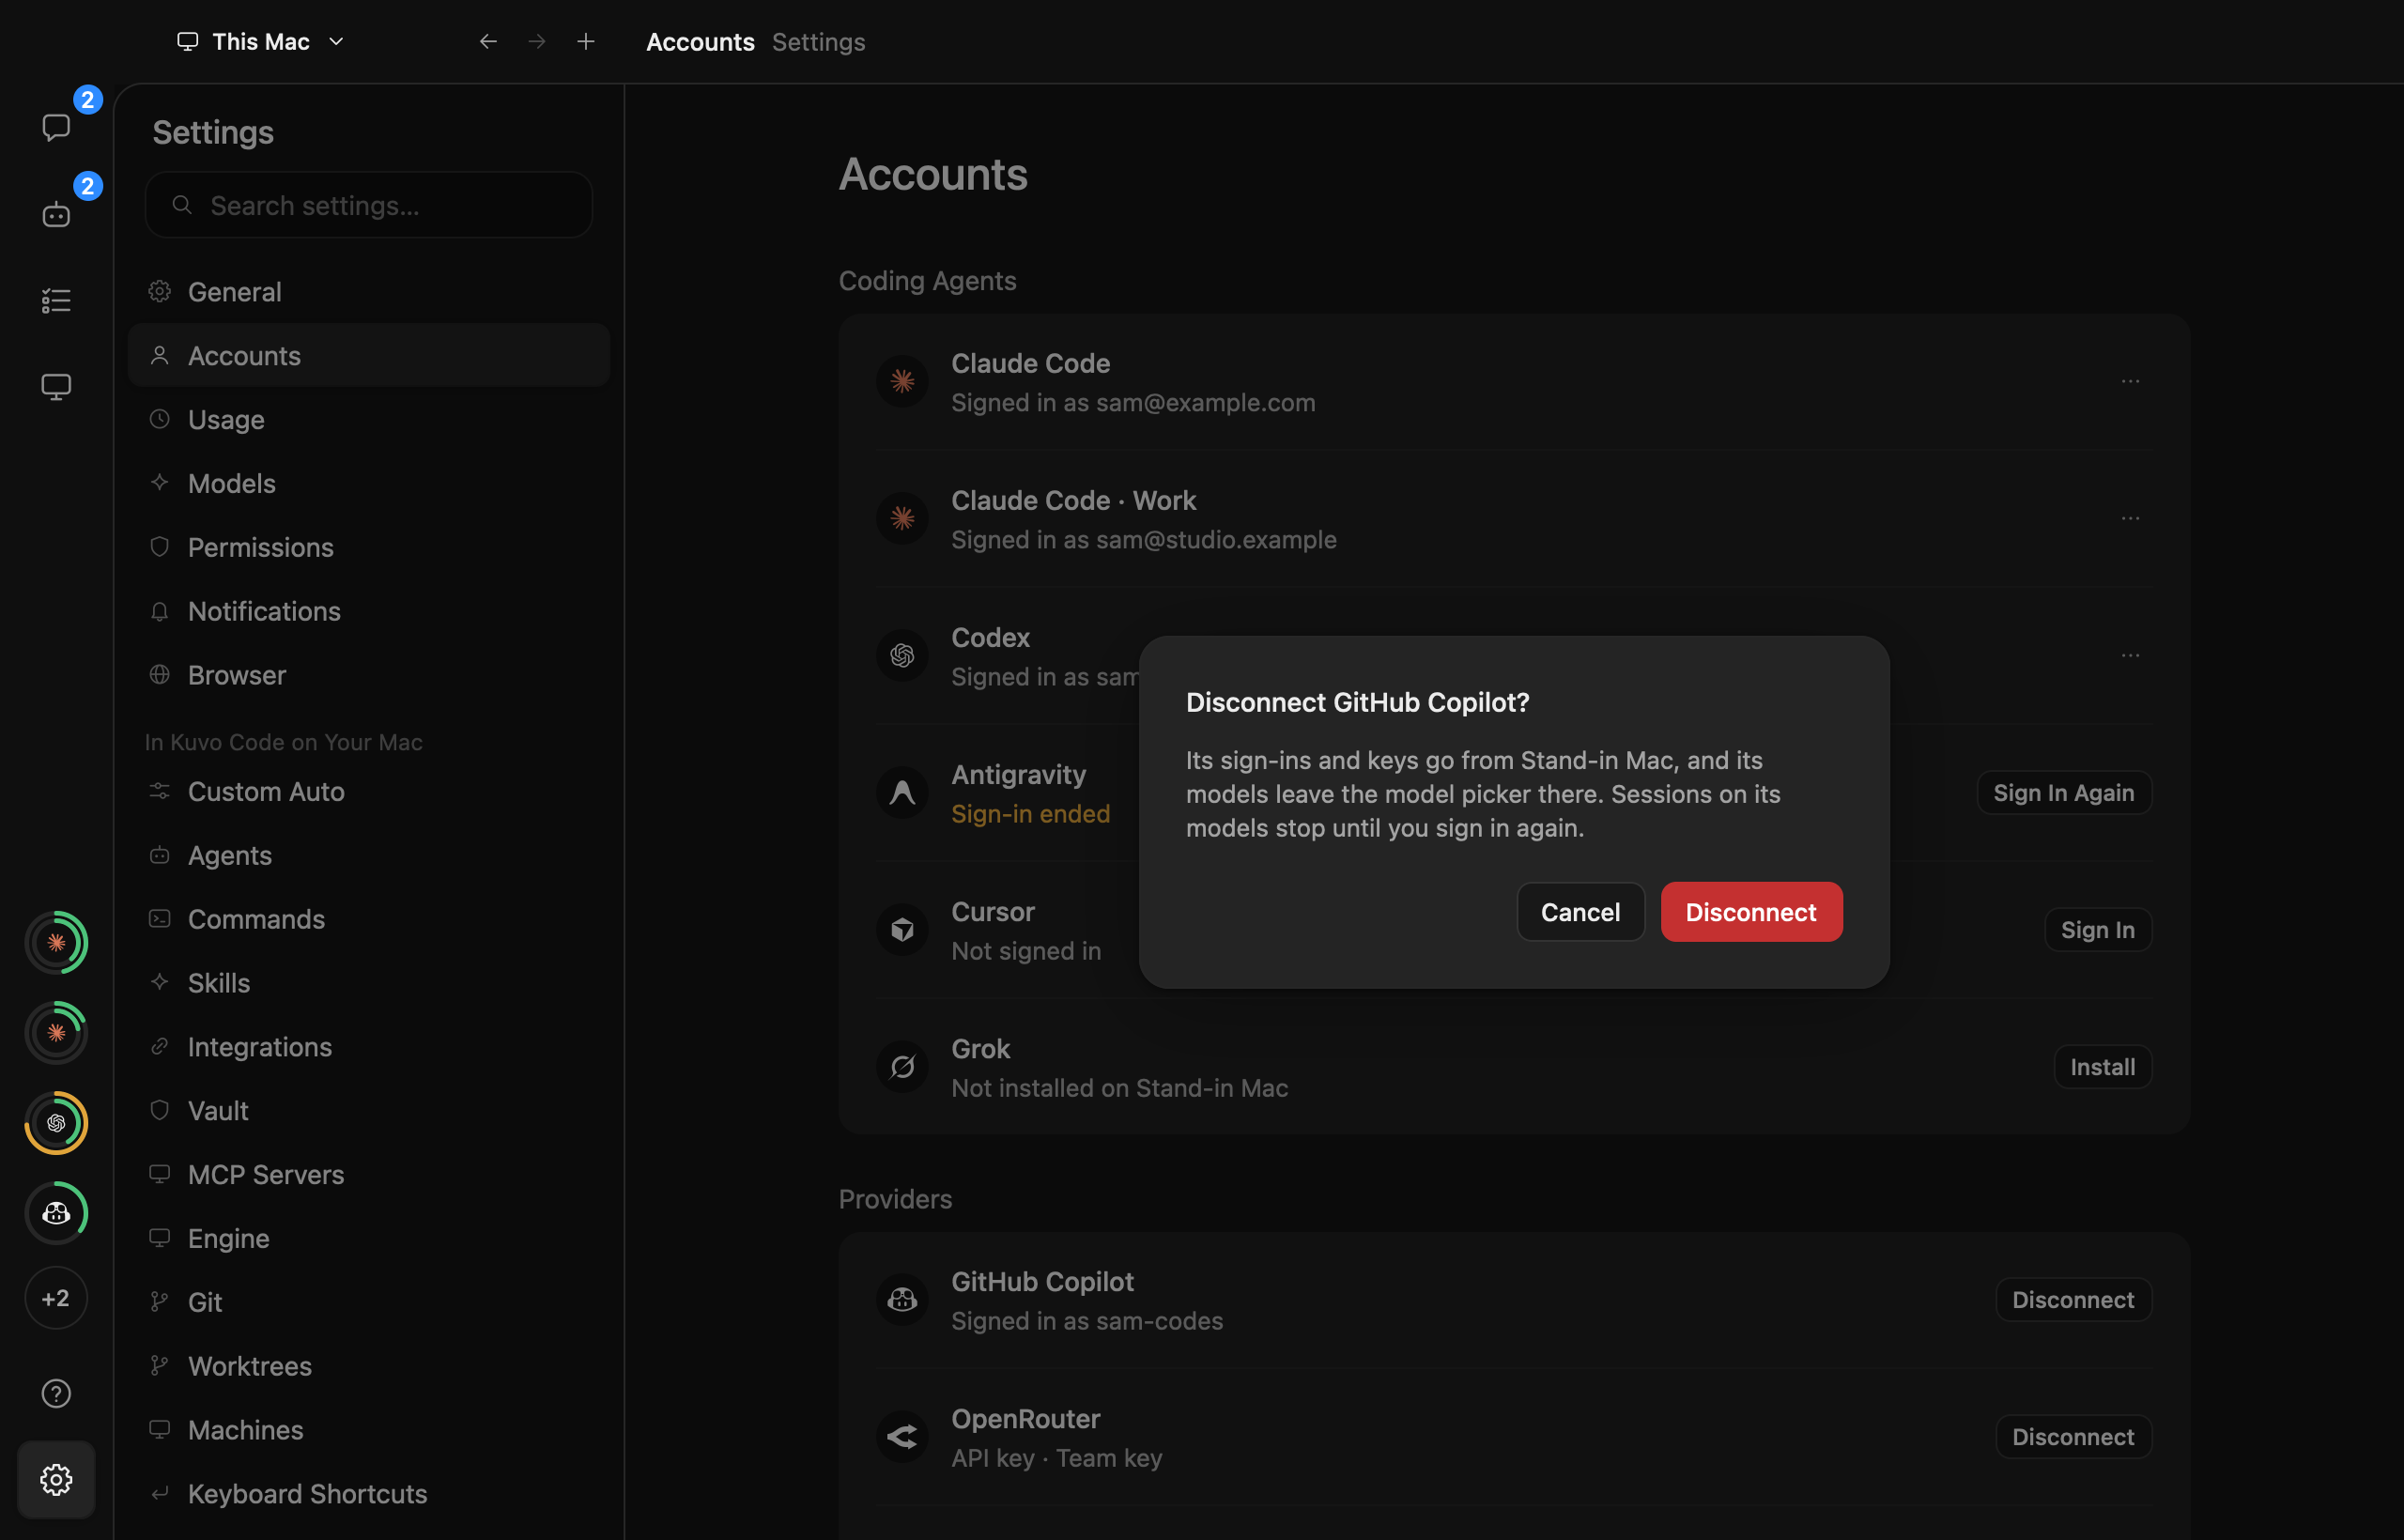 This Mac
Accounts Settings
2
2
Settings
Search settings...
General
Accounts
Usage
Models
Permissions
Notifications
Browser
In Kuvo Code on Your Mac
Custom Auto
Agents
Commands
Skills
Integrations
Vault
MCP Servers
Engine
Git
Worktrees
Machines
Keyboard Shortcuts
+2
Accounts
Coding Agents
Claude Code
Signed in as sam@example.com
Claude Code · Work
Signed in as sam@studio.example
Codex
Signed in as sam
Antigravity
Sign-in ended
Sign In Again
Cursor
Not signed in
Sign In
Grok
Not installed on Stand-in Mac
Install
Disconnect GitHub Copilot?
Its sign-ins and keys go from Stand-in Mac, and its
models leave the model picker there. Sessions on its
models stop until you sign in again.
Cancel
Disconnect
Providers
GitHub Copilot
Signed in as sam-codes
Disconnect
OpenRouter
API key · Team key
Disconnect